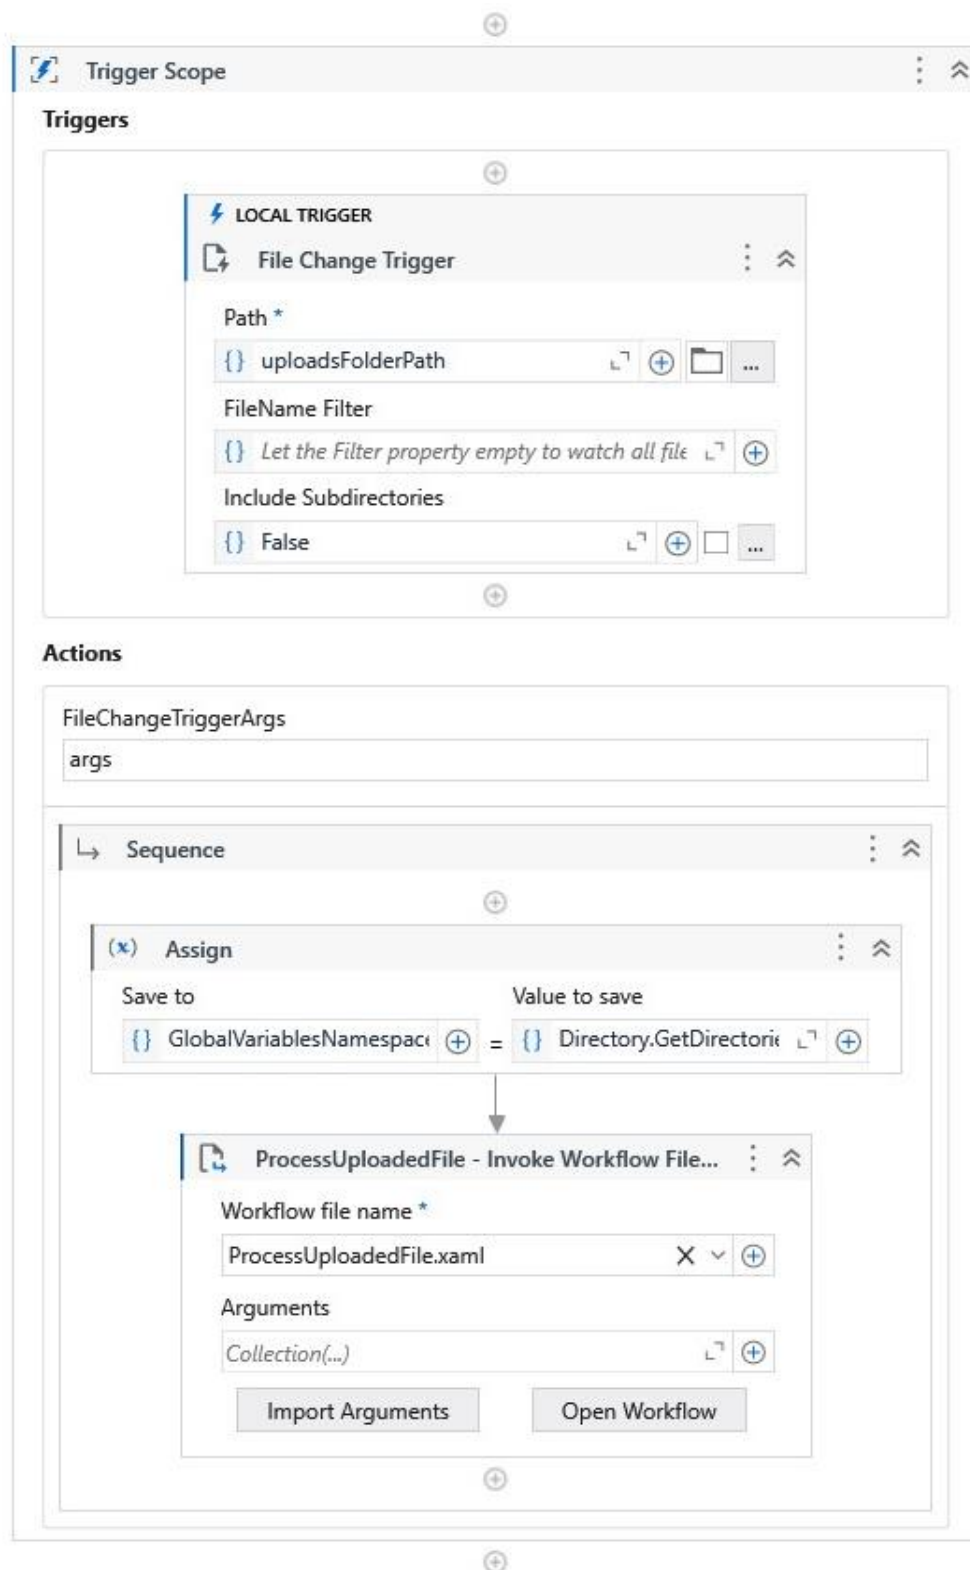 Trigger Scope
Triggers
LOCAL TRIGGER
File Change Trigger
Path *
{} uploadsFolderPath ...
FileName Filter
{} Let the Filter property empty to watch all file
Include Subdirectories
{} False ...
Actions
FileChangeTriggerArgs
args
Sequence
(x) Assign
Save to Value to save
{} GlobalVariablesNamespac = {} Directory.GetDirectorie
ProcessUploadedFile - Invoke Workflow File...
Workflow file name *
ProcessUploadedFile.xaml
Arguments
Collection(...)
Import Arguments Open Workflow